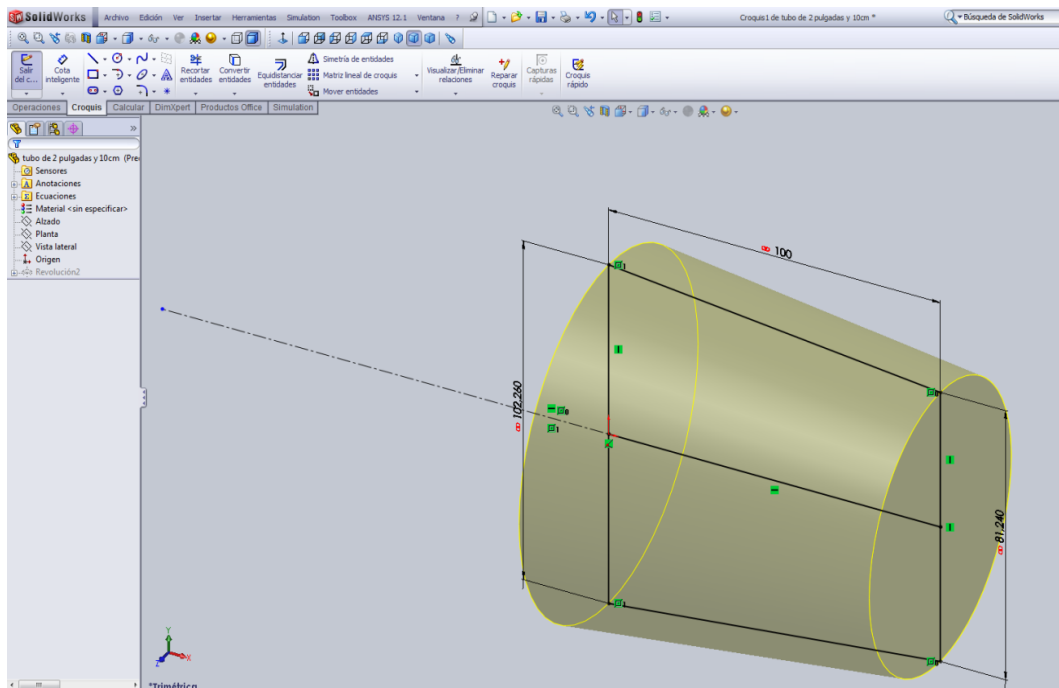 SolidWorks Archivo Edición Ver Insertar Herramientas Simulation Toolbox ANSYS 12.1 Ventana ? Croquis1 de tubo de 2 pulgadas y 10cm * Búsqueda de SolidWorks
Salir del c... Cota inteligente Recortar entidades Convertir entidades Equidistanciar entidades Simetría de entidades Matriz lineal de croquis Mover entidades Visualizar/Eliminar relaciones Reparar croquis Capturas rápidas Croquis rápido
Operaciones Croquis Calcular DimXpert Productos Office Simulation
tubo de 2 pulgadas y 10cm (Pre
Sensores
Anotaciones
Ecuaciones
Material <sin especificar>
Alzado
Planta
Vista lateral
Origen
Revolución2
100
102,260
81,240
Y
X
Z
*Trimétrica